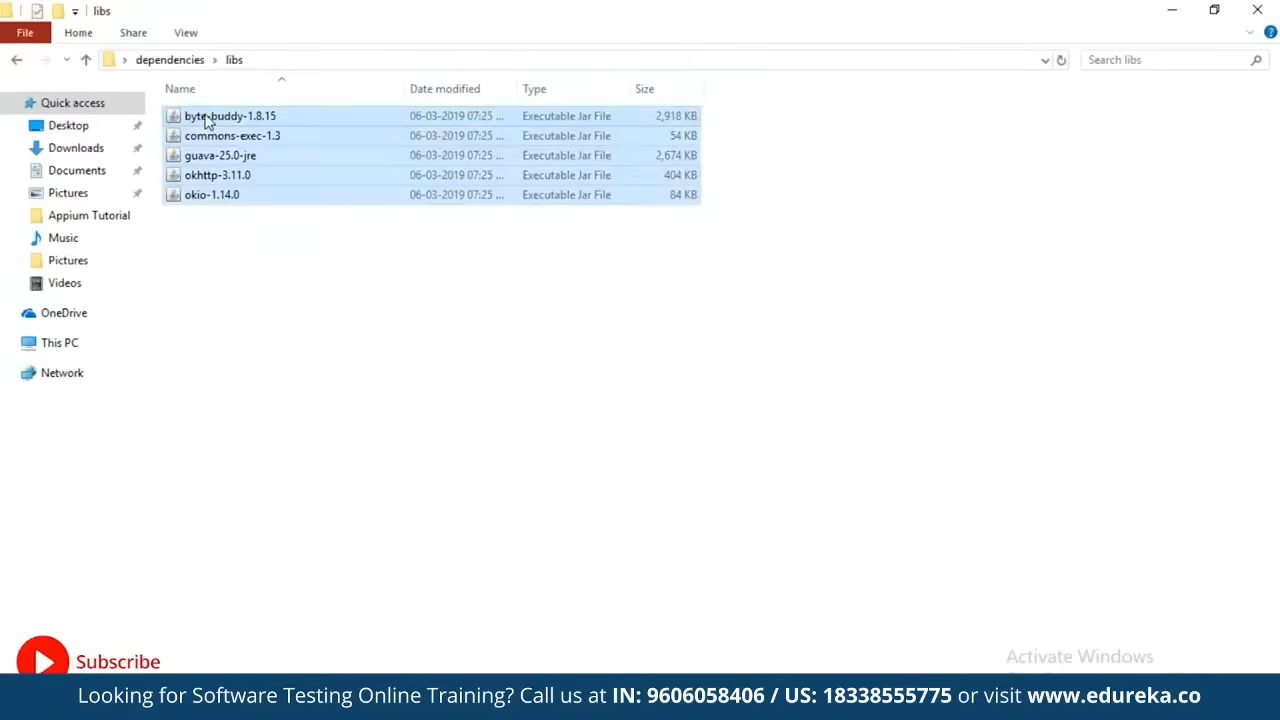 libs
File Home Share View
dependencies libs Search libs
Name Date modified Type Size
Quick access
Desktop
Downloads
Documents
Pictures
Appium Tutorial
Music
Pictures
Videos
OneDrive
This PC
Network
byte-buddy-1.8.15 06-03-2019 07:25 ... Executable Jar File 2,918 KB
commons-exec-1.3 06-03-2019 07:25 ... Executable Jar File 54 KB
guava-25.0-jre 06-03-2019 07:25 ... Executable Jar File 2,674 KB
okhttp-3.11.0 06-03-2019 07:25 ... Executable Jar File 404 KB
okio-1.14.0 06-03-2019 07:25 ... Executable Jar File 84 KB
Subscribe
Activate Windows
Looking for Software Testing Online Training? Call us at IN: 9606058406 / US: 18338555775 or visit www.edureka.co